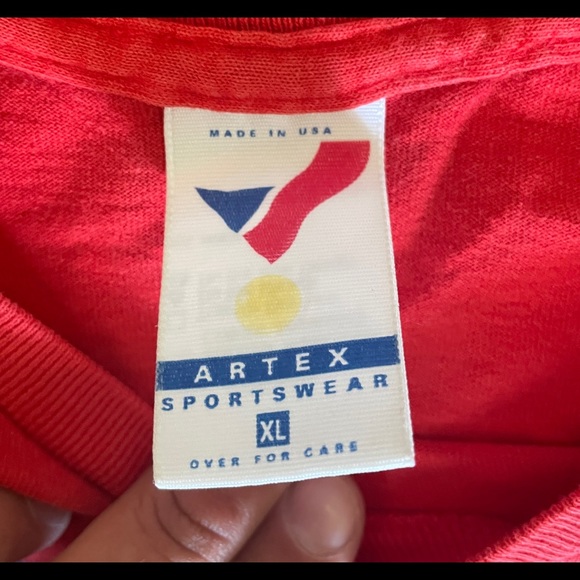 MADE IN USA
ARTEX
SPORTSWEAR
XL
OVER FOR CARE